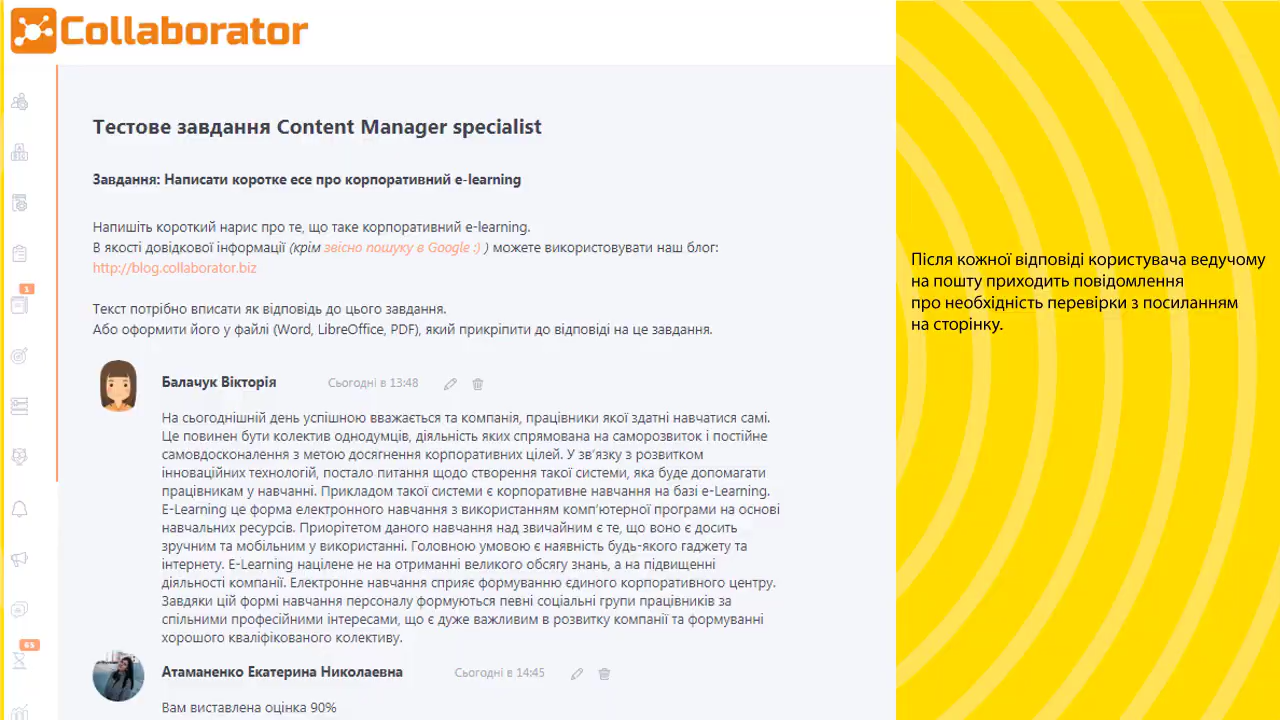 Collaborator
Тестове завдання Content Manager specialist
Завдання: Написати коротке есе про корпоративний e-learning
Напишіть короткий нарис про те, що таке корпоративний e-learning.
В якості довідкової інформації (крім звісно пошуку в Google :) ) можете використовувати наш блог:
http://blog.collaborator.biz
Текст потрібно вписати як відповідь до цього завдання.
Або оформити його у файлі (Word, LibreOffice, PDF), який прикріпити до відповіді на це завдання.
1
Балачук Вікторія Сьогодні в 13:48
На сьогоднішній день успішною вважається та компанія, працівники якої здатні навчатися самі.
Це повинен бути колектив однодумців, діяльність яких спрямована на саморозвиток і постійне
самовдосконалення з метою досягнення корпоративних цілей. У зв’язку з розвитком
інноваційних технологій, постало питання щодо створення такої системи, яка буде допомагати
працівникам у навчанні. Прикладом такої системи є корпоративне навчання на базі e-Learning.
E-Learning це форма електронного навчання з використанням комп’ютерної програми на основі
навчальних ресурсів. Приорітетом даного навчання над звичайним є те, що воно є досить
зручним та мобільним у використанні. Головною умовою є наявність будь-якого гаджету та
інтернету. E-Learning націлене не на отриманні великого обсягу знань, а на підвищенні
діяльності компанії. Електронне навчання сприяє формуванню єдиного корпоративного центру.
Завдяки цій формі навчання персоналу формуються певні соціальні групи працівників за
спільними професійними інтересами, що є дуже важливим в розвитку компанії та формуванні
хорошого кваліфікованого колективу.
65
Атаманенко Екатерина Николаевна Сьогодні в 14:45
Вам виставлена оцінка 90%
Після кожної відповіді користувача ведучому
на пошту приходить повідомлення
про необхідність перевірки з посиланням
на сторінку.